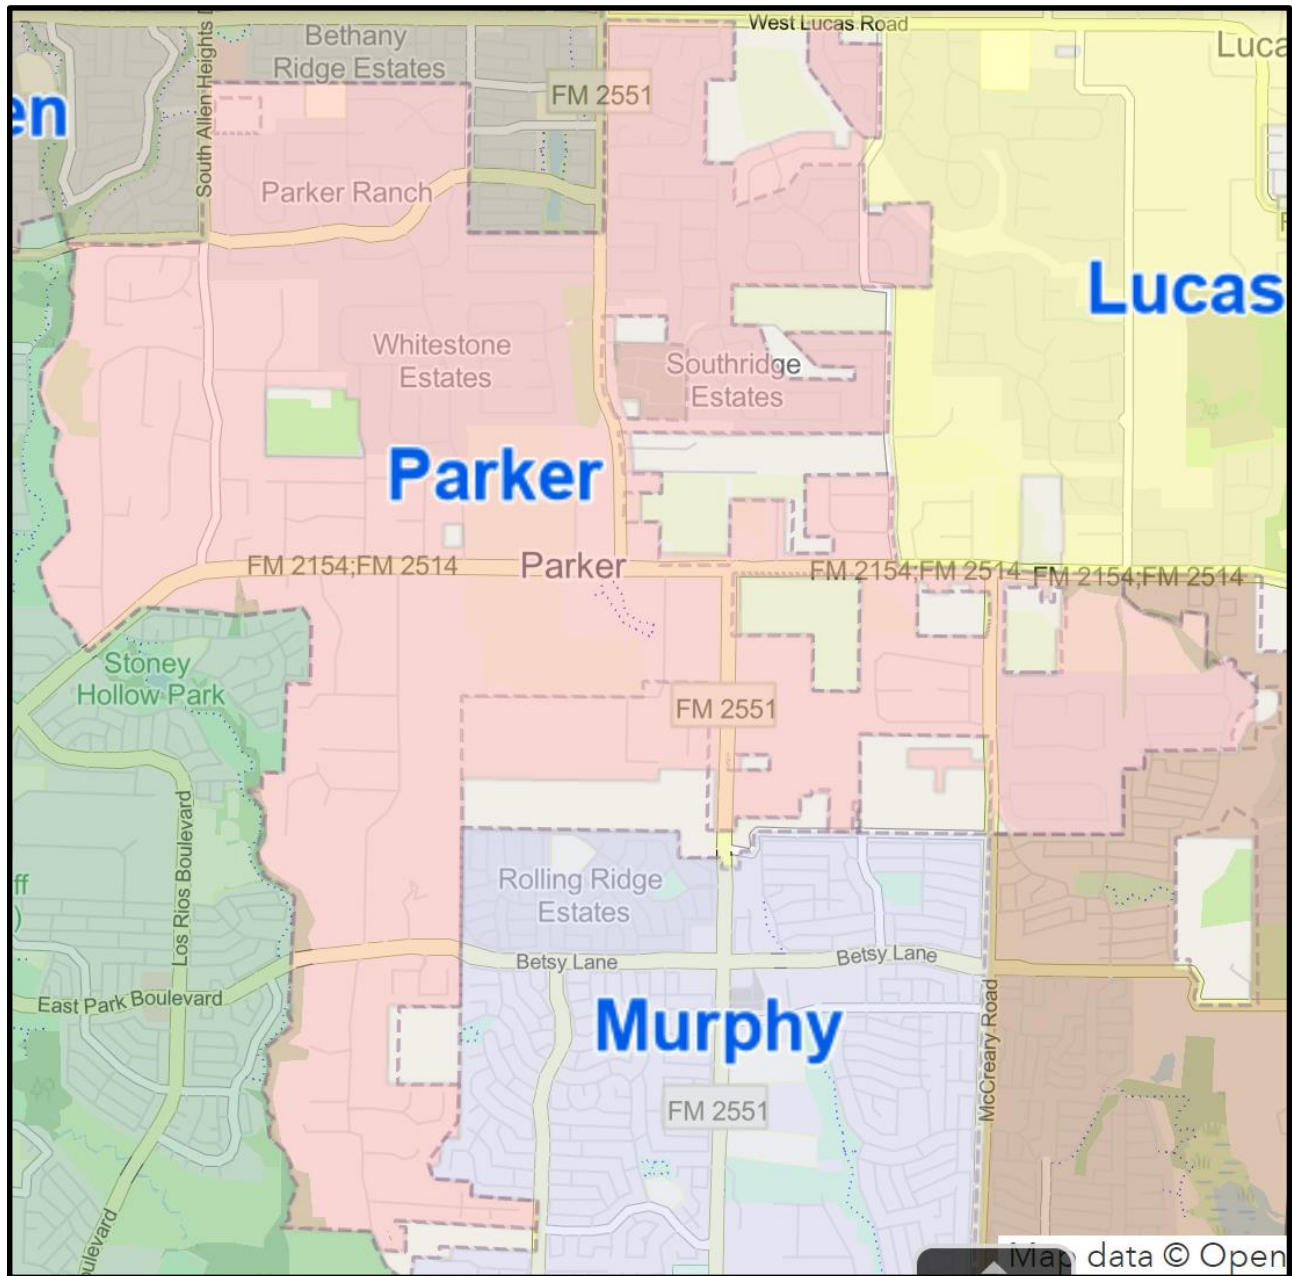 West Lucas Road
Bethany
Ridge Estates
Luca
FM 2551
en
South Allen Heights
Parker Ranch
Lucas
Whitestone
Estates
Southridge
Estates
Parker
FM 2154;FM 2514
Parker
FM 2154;FM 2514
FM 2154;FM 2514
Stoney
Hollow Park
FM 2551
Los Rios Boulevard
Rolling Ridge
Estates
ff
)
Betsy Lane
Betsy Lane
East Park Boulevard
Murphy
McCreary Road
FM 2551
oulevard
Map data © Open